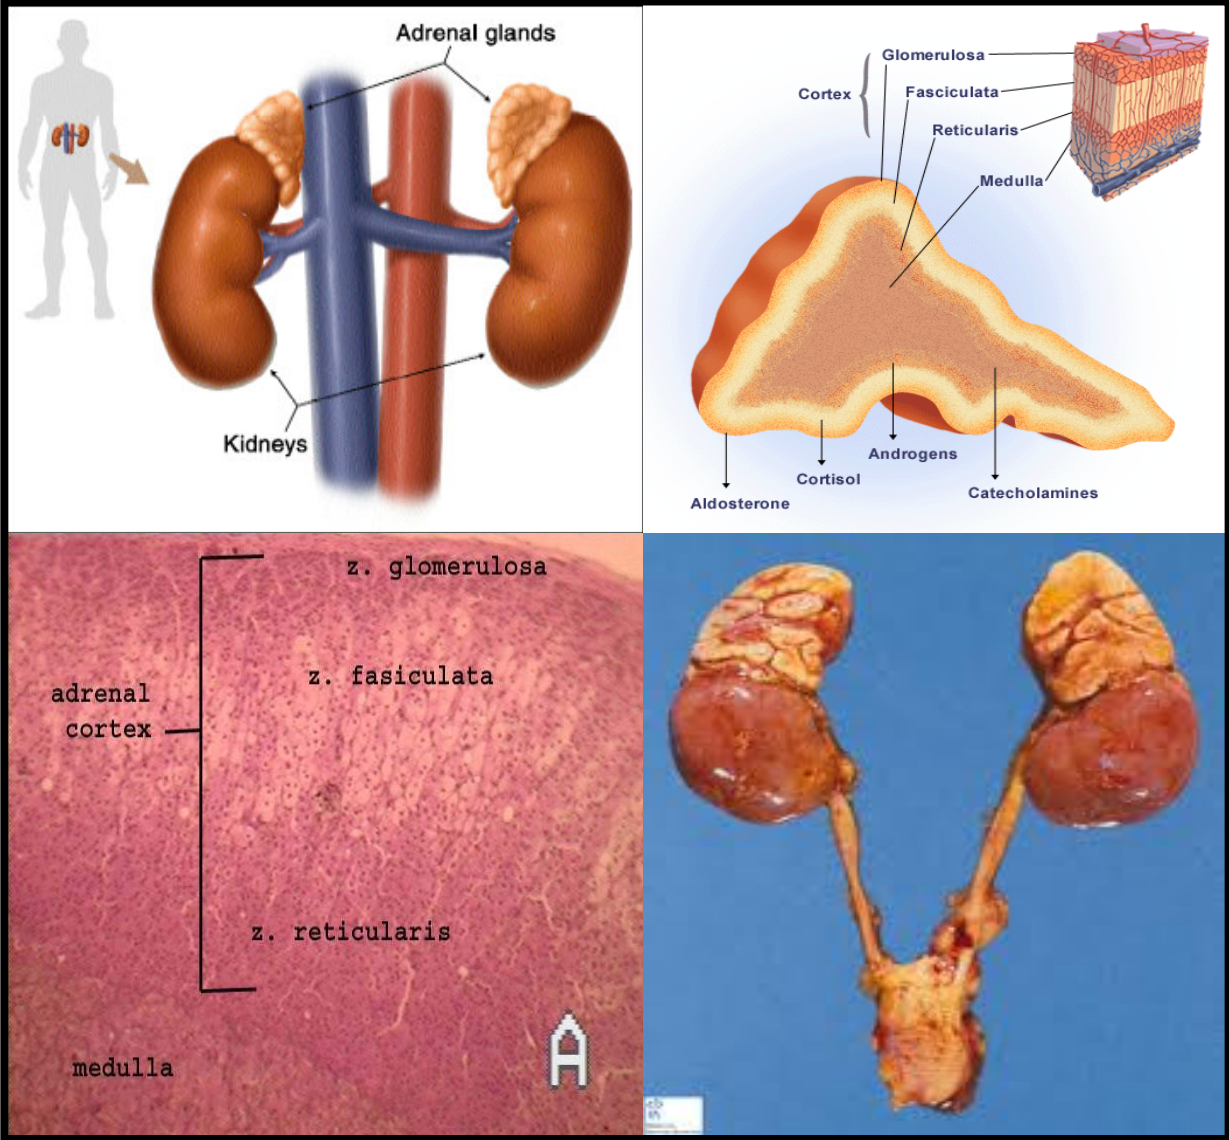 Adrenal glands
Kidneys
Cortex
Glomerulosa
Fasciculata
Reticularis
Medulla
Androgens
Cortisol
Catecholamines
Aldosterone
z. glomerulosa
z. fasiculata
adrenal
cortex
z. reticularis
medulla
A